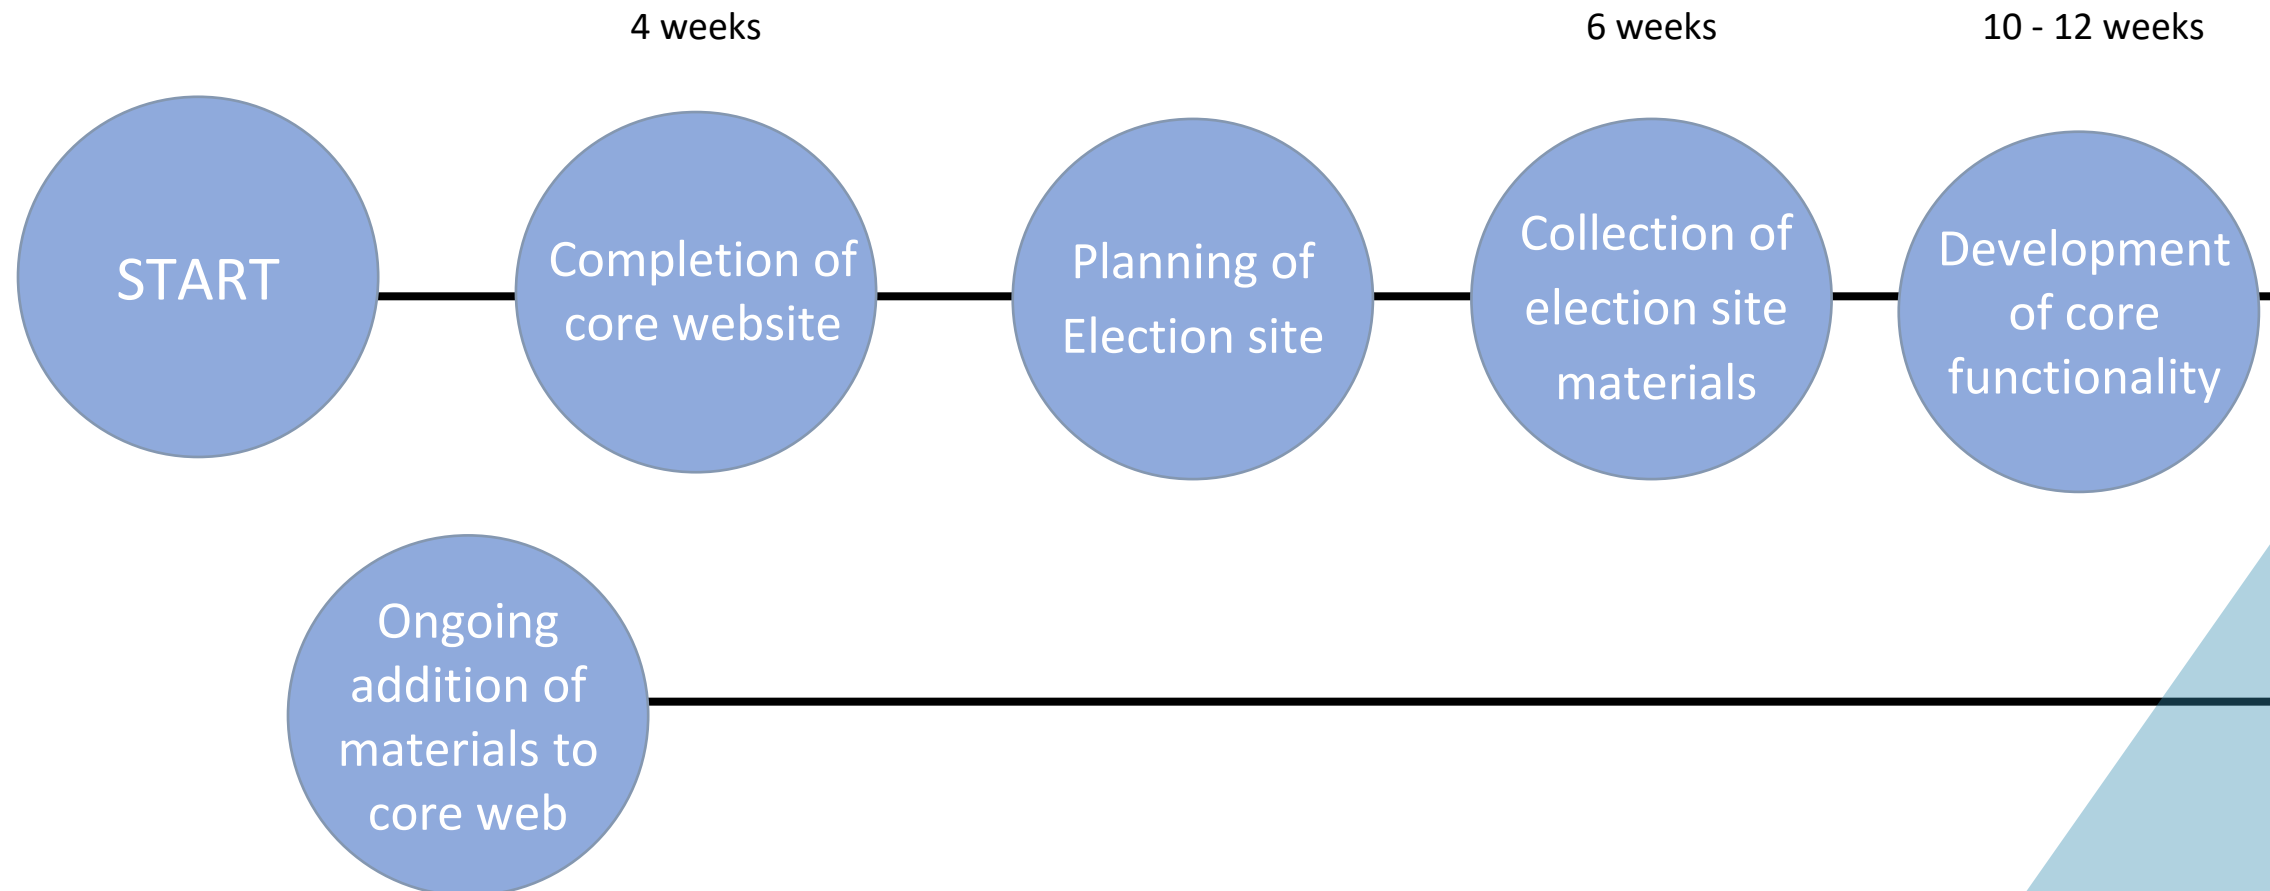 4 weeks
6 weeks
10 - 12 weeks
START
Completion of
core website
Planning of
Election site
Collection of
election site
materials
Development
of core
functionality
Ongoing
addition of
materials to
core web